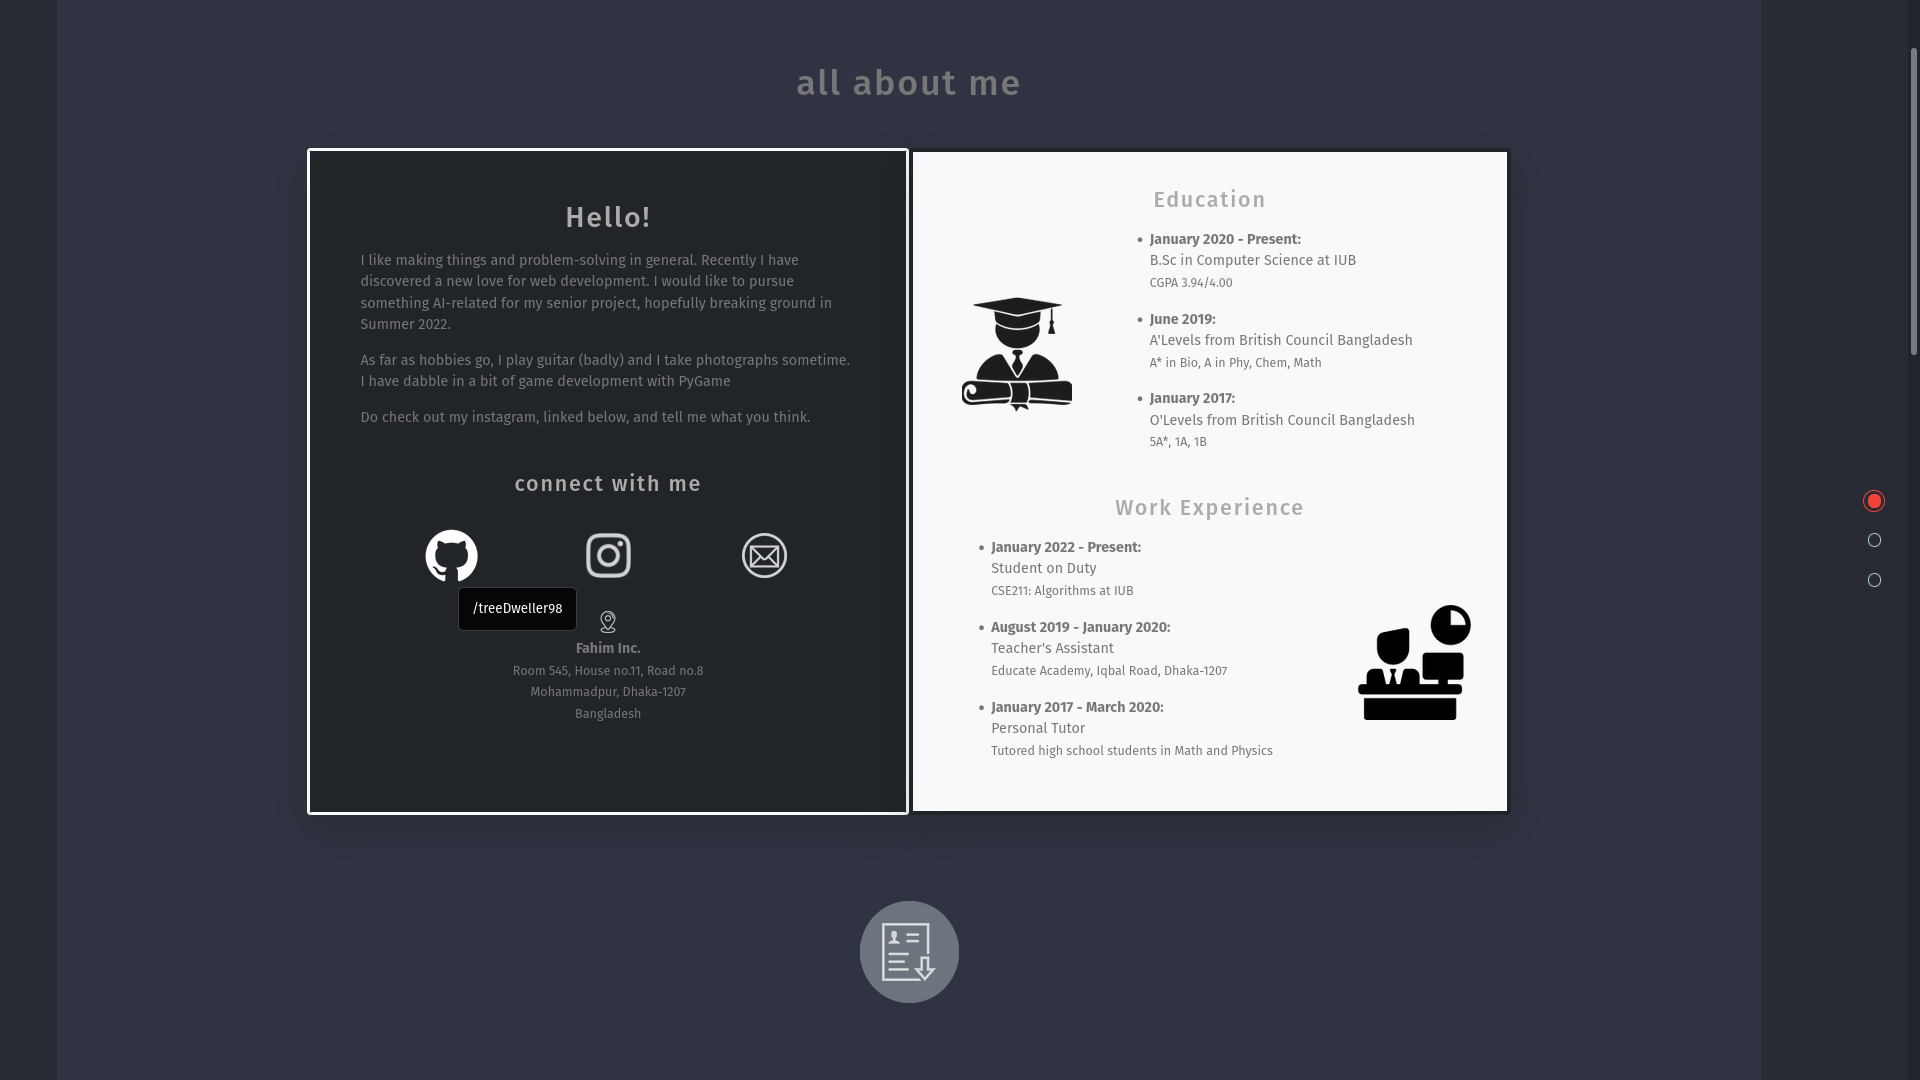 all about me
Hello!
I like making things and problem-solving in general. Recently I have
discovered a new love for web development. I would like to pursue
something AI-related for my senior project, hopefully breaking ground in
Summer 2022.
As far as hobbies go, I play guitar (badly) and I take photographs sometime.
I have dabble in a bit of game development with PyGame
Do check out my instagram, linked below, and tell me what you think.
connect with me
/treeDweller98
Fahim Inc.
Room 545, House no.11, Road no.8
Mohammadpur, Dhaka-1207
Bangladesh
Education
• January 2020 - Present:
B.Sc in Computer Science at IUB
CGPA 3.94/4.00
• June 2019:
A'Levels from British Council Bangladesh
A* in Bio, A in Phy, Chem, Math
• January 2017:
O'Levels from British Council Bangladesh
5A*, 1A, 1B
Work Experience
• January 2022 - Present:
Student on Duty
CSE211: Algorithms at IUB
• August 2019 - January 2020:
Teacher's Assistant
Educate Academy, Iqbal Road, Dhaka-1207
• January 2017 - March 2020:
Personal Tutor
Tutored high school students in Math and Physics